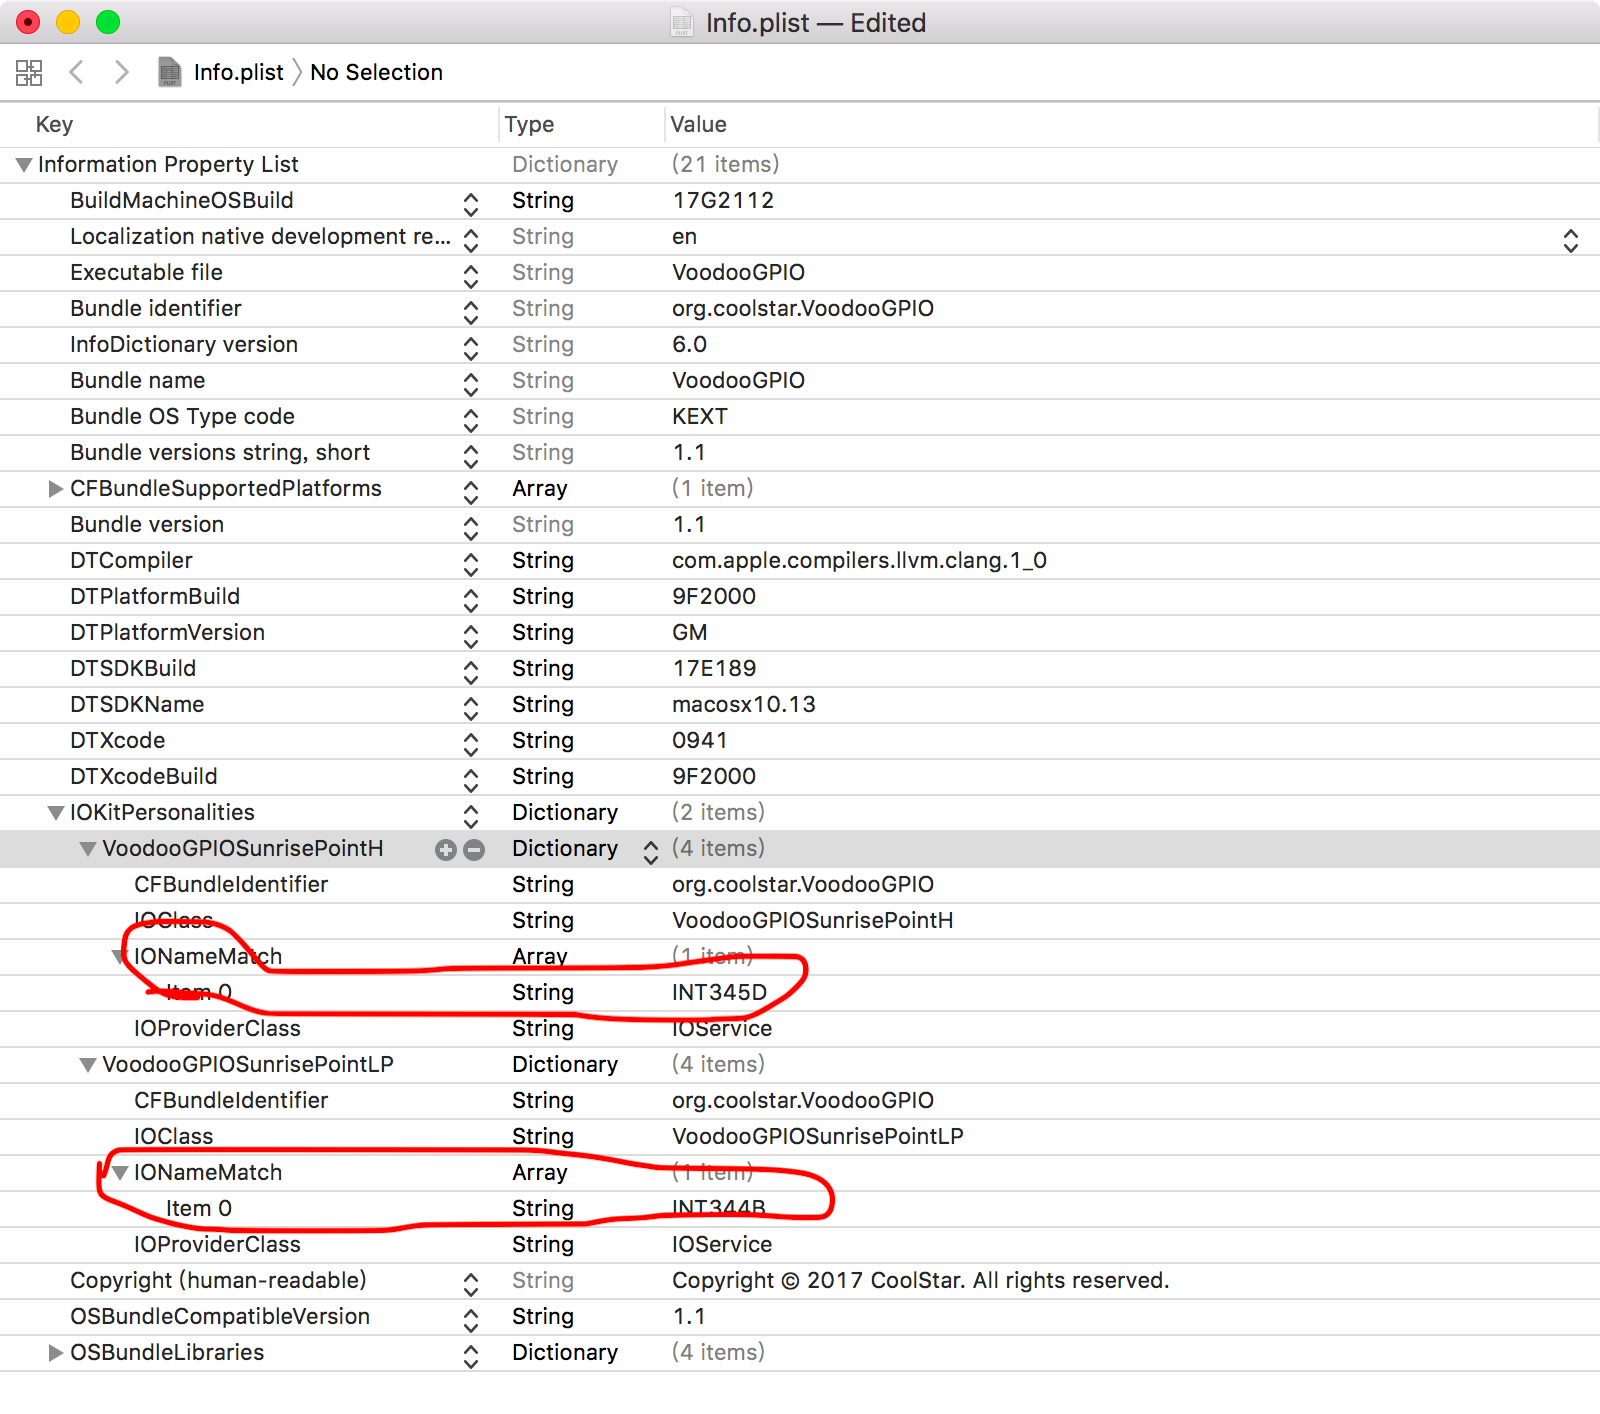 Info.plist — Edited
Info.plist No Selection
Key Type Value
Information Property List Dictionary (21 items)
BuildMachineOSBuild String 17G2112
Localization native development re... String en
Executable file String VoodooGPIO
Bundle identifier String org.coolstar.VoodooGPIO
InfoDictionary version String 6.0
Bundle name String VoodooGPIO
Bundle OS Type code String KEXT
Bundle versions string, short String 1.1
CFBundleSupportedPlatforms Array (1 item)
Bundle version String 1.1
DTCompiler String com.apple.compilers.llvm.clang.1_0
DTPlatformBuild String 9F2000
DTPlatformVersion String GM
DTSDKBuild String 17E189
DTSDKName String macosx10.13
DTXcode String 0941
DTXcodeBuild String 9F2000
IOKitPersonalities Dictionary (2 items)
VoodooGPIOSunrisePointH Dictionary (4 items)
CFBundleIdentifier String org.coolstar.VoodooGPIO
IOClass String VoodooGPIOSunrisePointH
IONameMatch Array (1 item)
Item 0 String INT345D
IOProviderClass String IOService
VoodooGPIOSunrisePointLP Dictionary (4 items)
CFBundleIdentifier String org.coolstar.VoodooGPIO
IOClass String VoodooGPIOSunrisePointLP
IONameMatch Array (1 item)
Item 0 String INT344B
IOProviderClass String IOService
Copyright (human-readable) String Copyright © 2017 CoolStar. All rights reserved.
OSBundleCompatibleVersion String 1.1
OSBundleLibraries Dictionary (4 items)